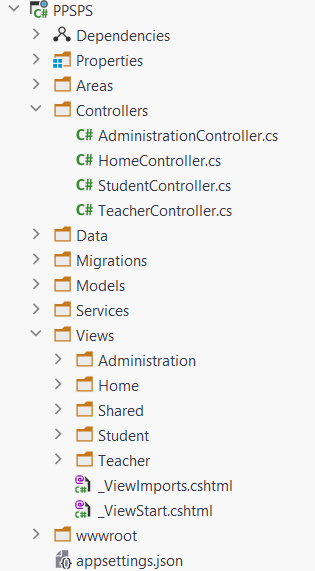 PPSPS
Dependencies
Properties
Areas
Controllers
C# AdministrationController.cs
C# HomeController.cs
C# StudentController.cs
C# TeacherController.cs
Data
Migrations
Models
Services
Views
Administration
Home
Shared
Student
Teacher
_ViewImports.cshtml
_ViewStart.cshtml
wwwroot
appsettings.json